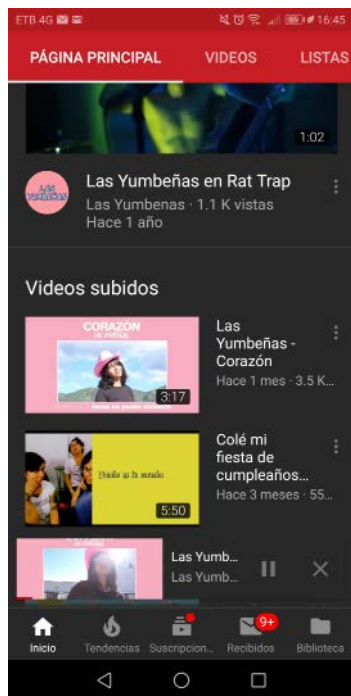 ETB 4G 16:45
PÁGINA PRINCIPAL VIDEOS LISTAS
1:02
LAS YUMBEÑAS
Las Yumbeñas en Rat Trap
Las Yumbenas · 1.1 K vistas
Hace 1 año
Videos subidos
CORAZÓN
3:17
Las
Yumbeñas -
Corazón
Hace 1 mes · 3.5 K...
5:50
Colé mi
fiesta de
cumpleaños...
Hace 3 meses · 55...
Las Yumb...
Las Yumb...
9+
Inicio Tendencias Suscripcion... Recibidos Biblioteca